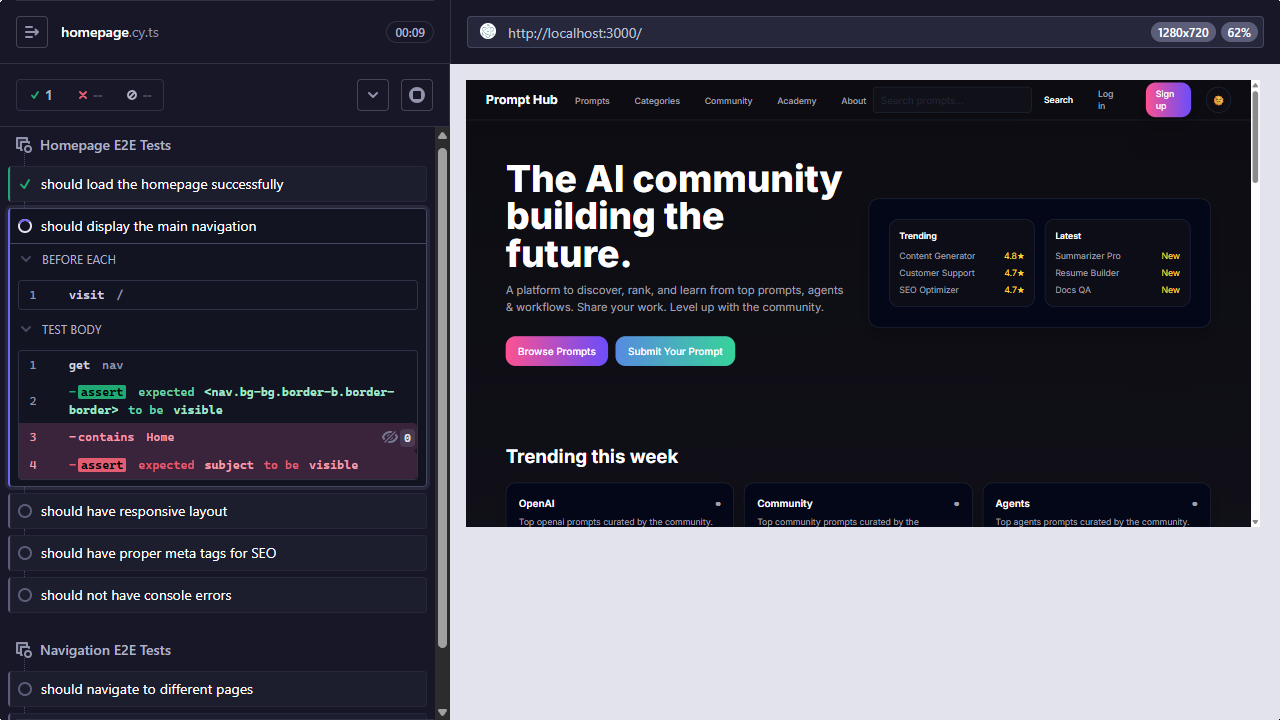 homepage.cy.ts
00:09
1
--
--
Homepage E2E Tests
should load the homepage successfully
should display the main navigation
BEFORE EACH
1 visit /
TEST BODY
1 get nav
2 -assert expected <nav.bg-bg.border-b.border-
border> to be visible
3 -contains Home 0
4 -assert expected subject to be visible
should have responsive layout
should have proper meta tags for SEO
should not have console errors
Navigation E2E Tests
should navigate to different pages
http://localhost:3000/
1280x720 62%
Prompt Hub Prompts Categories Community Academy About Search prompts... Search Log
in Sign
up
The AI community
building the
future.
A platform to discover, rank, and learn from top prompts, agents
& workflows. Share your work. Level up with the community.
Browse Prompts Submit Your Prompt
Trending
Content Generator 4.8★
Customer Support 4.7★
SEO Optimizer 4.7★
Latest
Summarizer Pro New
Resume Builder New
Docs QA New
Trending this week
OpenAI
Top openai prompts curated by the community.
Community
Top community prompts curated by the
Agents
Top agents prompts curated by the community.